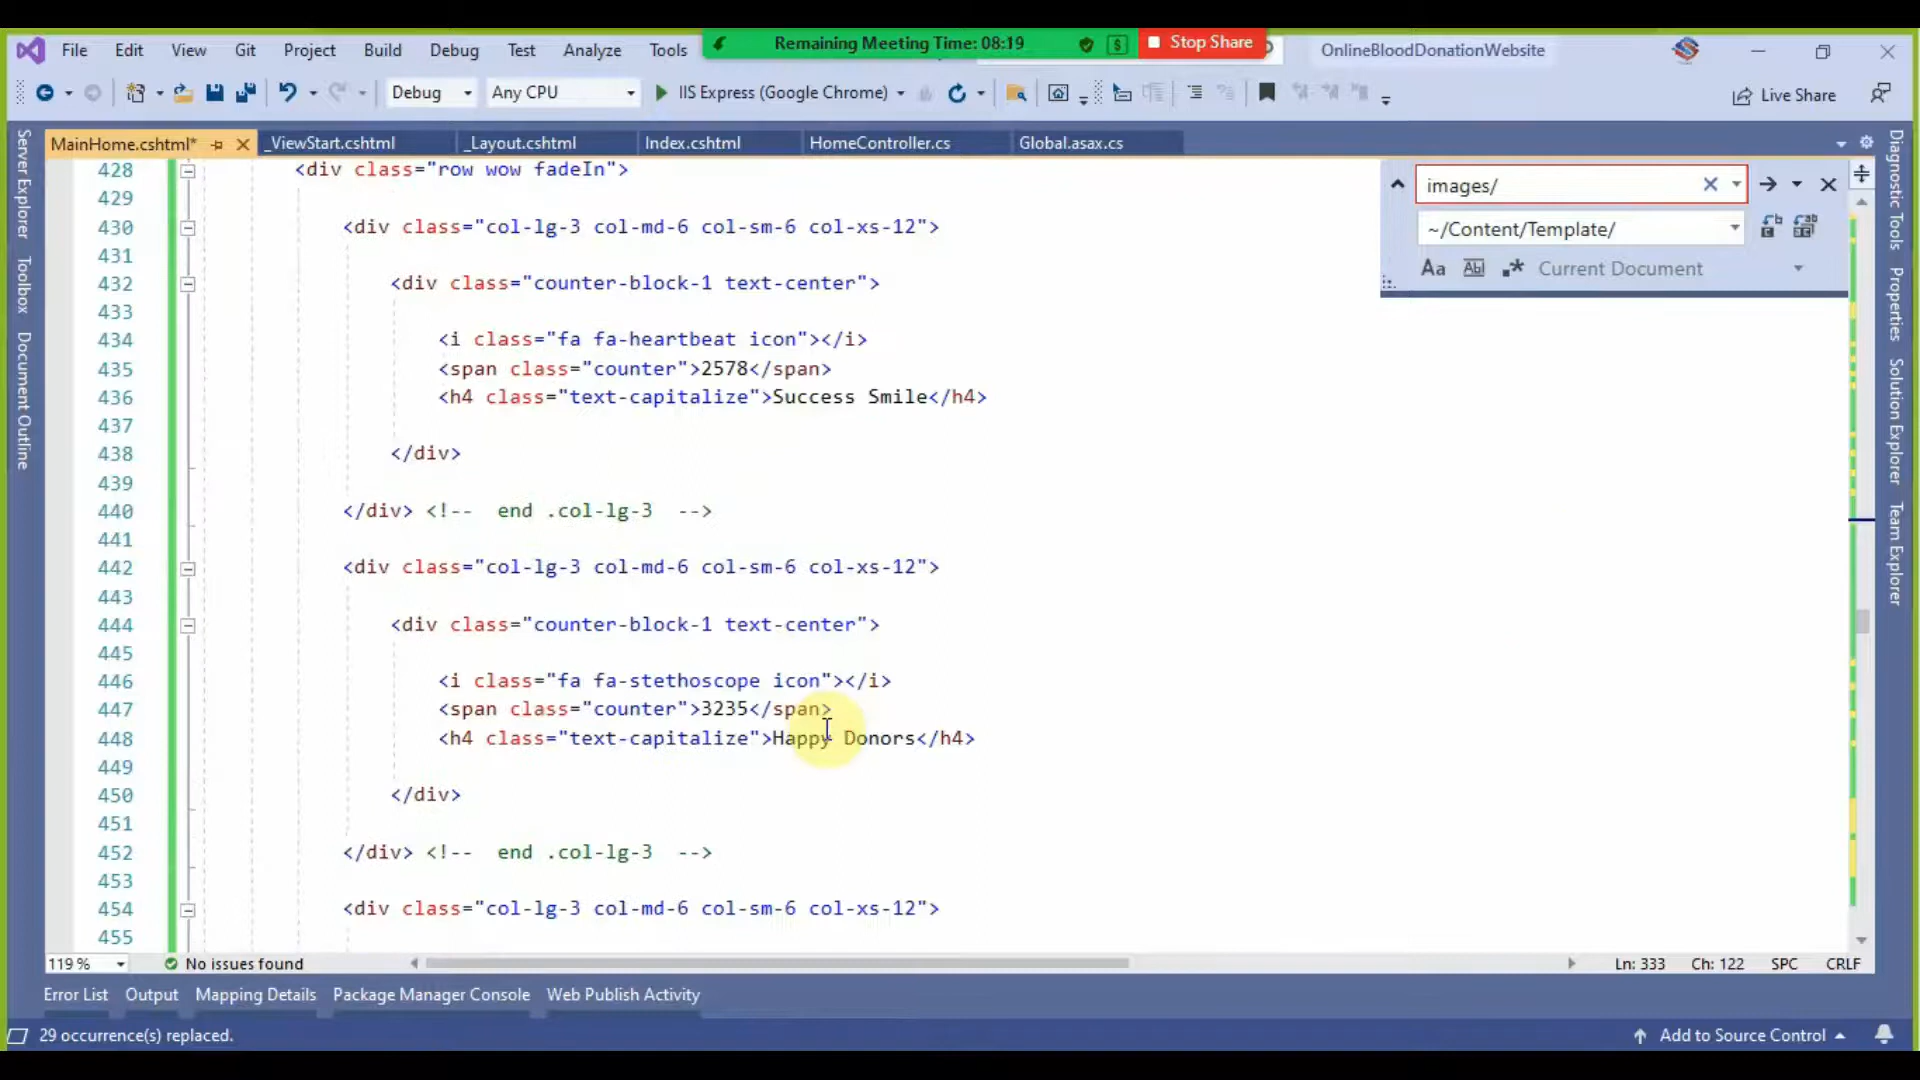 File Edit View Git Project Build Debug Test Analyze Tools
Remaining Meeting Time: 08:19
$
Stop Share
OnlineBloodDonationWebsite
Debug
Any CPU
IIS Express (Google Chrome)
Live Share
MainHome.cshtml*
_ViewStart.cshtml
_Layout.cshtml
Index.cshtml
HomeController.cs
Global.asax.cs
Server Explorer
Toolbox
Document Outline
images/
~/Content/Template/
Aa Abl .* Current Document
Diagnostic Tools
Properties
Solution Explorer
Team Explorer
428 <div class="row wow fadeIn">
429
430 <div class="col-lg-3 col-md-6 col-sm-6 col-xs-12">
431
432 <div class="counter-block-1 text-center">
433
434 <i class="fa fa-heartbeat icon"></i>
435 <span class="counter">2578</span>
436 <h4 class="text-capitalize">Success Smile</h4>
437
438 </div>
439
440 </div> <!--  end .col-lg-3  -->
441
442 <div class="col-lg-3 col-md-6 col-sm-6 col-xs-12">
443
444 <div class="counter-block-1 text-center">
445
446 <i class="fa fa-stethoscope icon"></i>
447 <span class="counter">3235</span>
448 <h4 class="text-capitalize">Happy Donors</h4>
449
450 </div>
451
452 </div> <!--  end .col-lg-3  -->
453
454 <div class="col-lg-3 col-md-6 col-sm-6 col-xs-12">
455
119 %
No issues found
Ln: 333 Ch: 122 SPC CRLF
Error List Output Mapping Details Package Manager Console Web Publish Activity
29 occurrence(s) replaced.
Add to Source Control